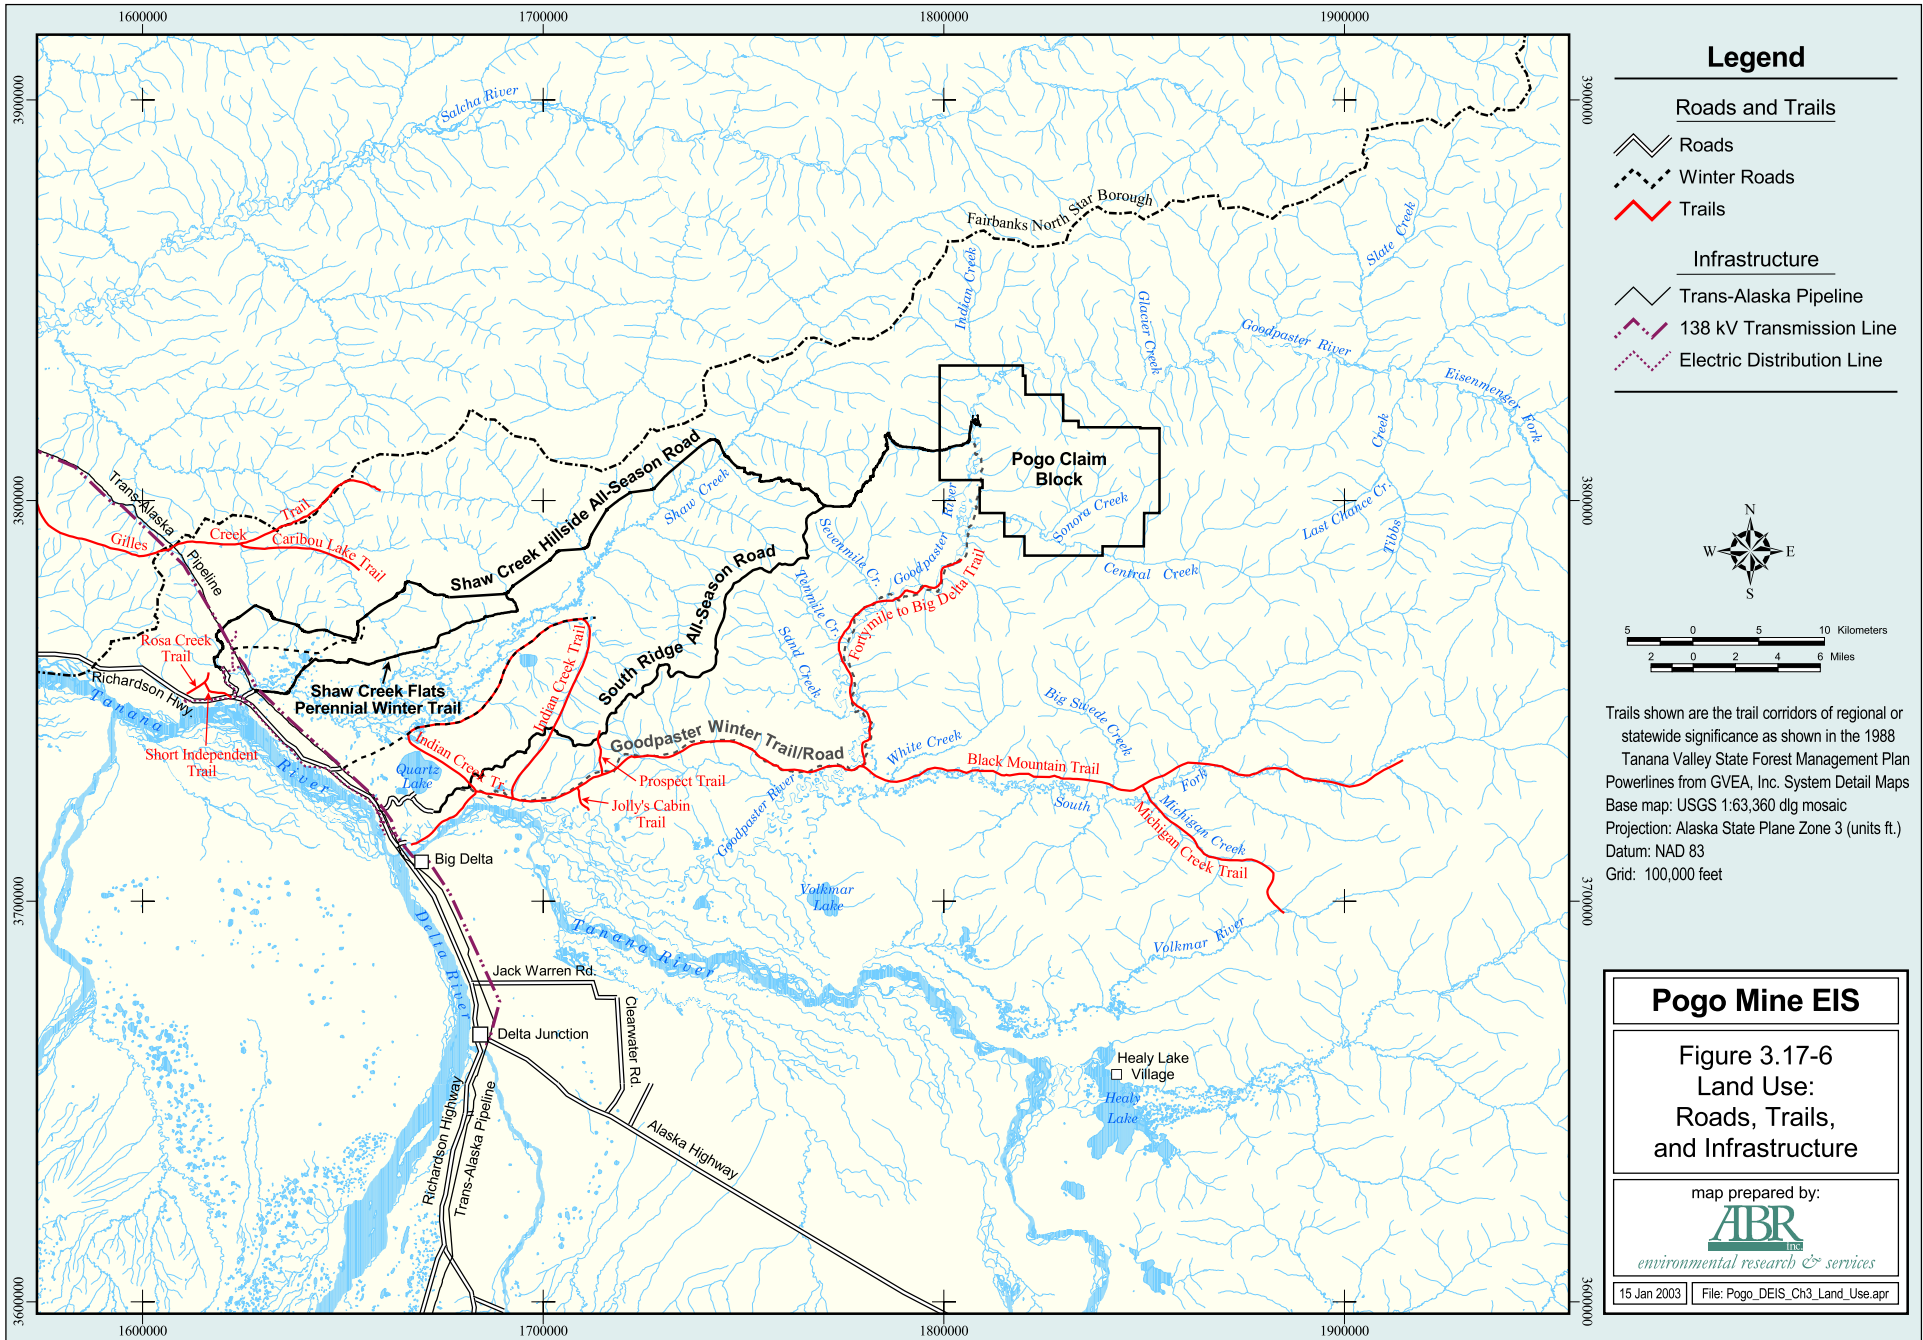 1600000
1700000
1800000
1900000
3900000
3800000
3700000
3600000
3900000
3800000
3700000
3600000
1600000
1700000
1800000
1900000
Salcha River
Fairbanks North Star Borough
Indian Creek
Glacier Creek
Slate Creek
Goodpaster River
Eisenmenger Fork
Creek
Tibbs
Last Chance Cr.
Pogo Claim
Block
Sonora Creek
Central Creek
Goodpaster River
Shaw Creek Hillside All-Season Road
Shaw Creek
Trans-Alaska
Pipeline
Gilles
Creek
Trail
Caribou Lake Trail
South Ridge All-Season Road
Sevenmile Cr.
Tenmile Cr.
Sand Creek
Fortymile to Big Delta Trail
Rosa Creek
Trail
Richardson Hwy.
Shaw Creek Flats
Perennial Winter Trail
Short Independent
Trail
Tanana
River
Indian Creek Trail
Indian Creek Tr.
Quartz
Lake
Goodpaster Winter Trail/Road
Prospect Trail
Jolly's Cabin
Trail
Goodpaster River
White Creek
Big Swede Creek
Black Mountain Trail
South
Fork
Michigan Creek
Michigan Creek Trail
Big Delta
Volkmar
Lake
Volkmar River
Tanana River
Delta River
Jack Warren Rd.
Clearwater Rd.
Delta Junction
Healy Lake
Village
Healy
Lake
Richardson Highway
Trans-Alaska Pipeline
Alaska Highway
Legend
Roads and Trails
Roads
Winter Roads
Trails
Infrastructure
Trans-Alaska Pipeline
138 kV Transmission Line
Electric Distribution Line
N
W
E
S
5 0 5 10 Kilometers
2 0 2 4 6 Miles
Trails shown are the trail corridors of regional or
statewide significance as shown in the 1988
Tanana Valley State Forest Management Plan
Powerlines from GVEA, Inc. System Detail Maps
Base map: USGS 1:63,360 dlg mosaic
Projection: Alaska State Plane Zone 3 (units ft.)
Datum: NAD 83
Grid: 100,000 feet
Pogo Mine EIS
Figure 3.17-6
Land Use:
Roads, Trails,
and Infrastructure
map prepared by:
ABR
Inc.
environmental research & services
15 Jan 2003
File: Pogo_DEIS_Ch3_Land_Use.apr